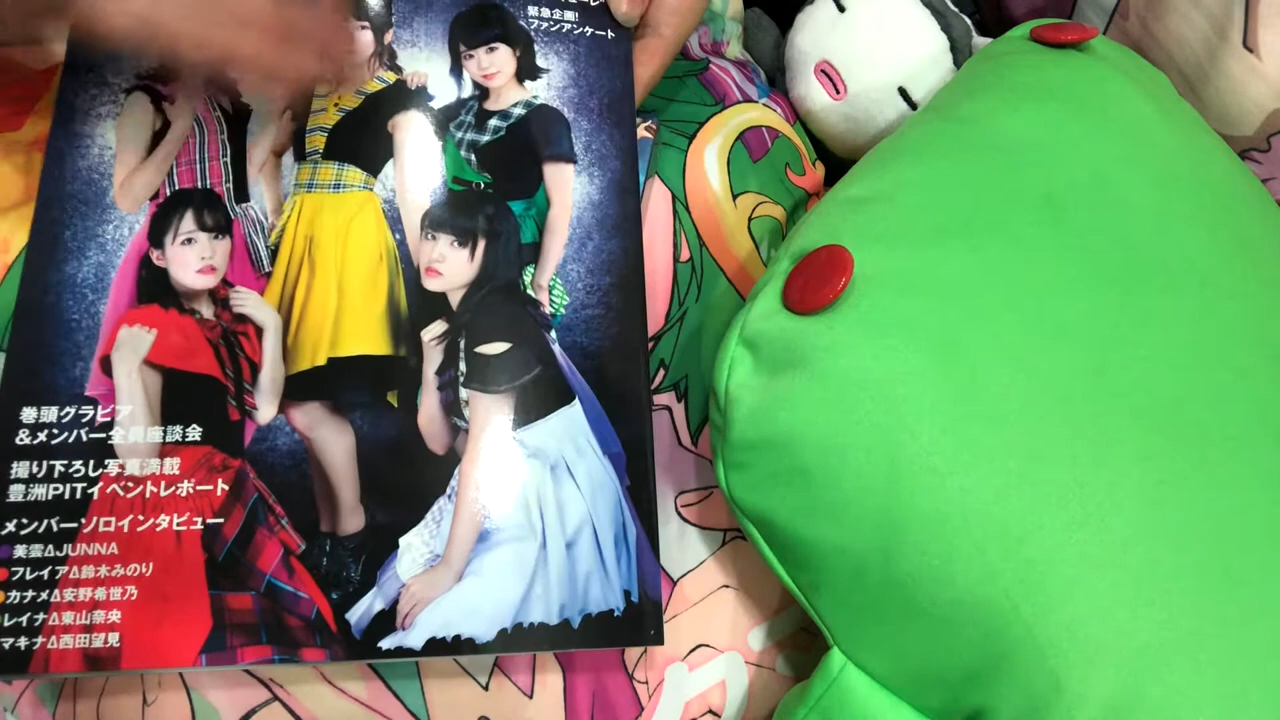 緊急企画!
ファンアンケート
巻頭グラビア
&メンバー全員座談会
撮り下ろし写真満載
豊洲PITイベントレポート
メンバーソロインタビュー
美雲Δ JUNNA
フレイアΔ鈴木みのり
カナメΔ安野希世乃
レイナΔ東山奈央
マキナΔ西田望見